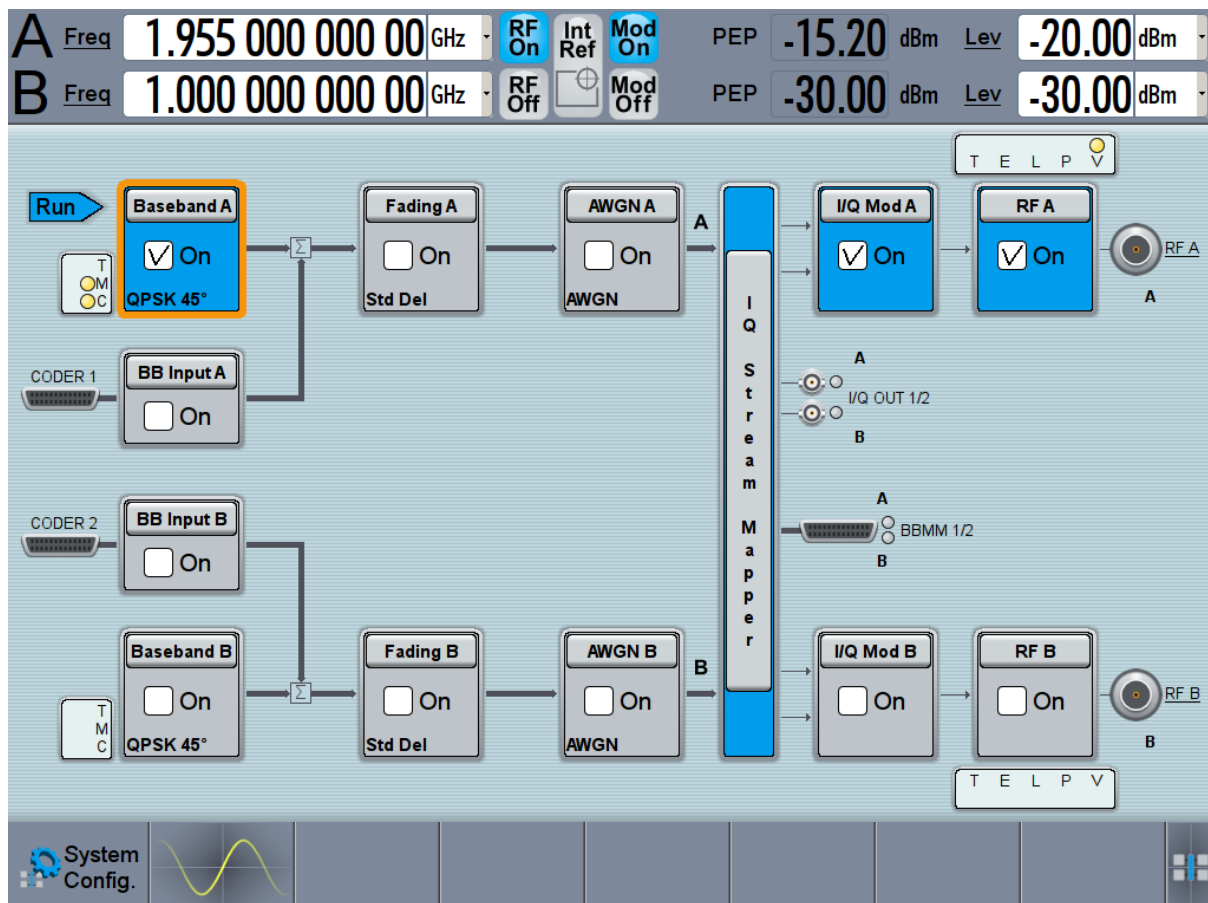 A Freq 1.955 000 000 00 GHz RF On Int Ref Mod On PEP -15.20 dBm Lev -20.00 dBm
B Freq 1.000 000 000 00 GHz RF Off Mod Off PEP -30.00 dBm Lev -30.00 dBm
T E L P V
Run
Baseband A
On
QPSK 45°
T
M
C
Fading A
On
Std Del
AWGN A
On
AWGN
A
I/Q Mod A
On
RF A
On
RF A
A
CODER 1
BB Input A
On
IQ Stream Mapper
A
I/Q OUT 1/2
B
CODER 2
BB Input B
On
A
BBMM 1/2
B
Baseband B
On
QPSK 45°
T
M
C
Σ
Σ
Fading B
On
Std Del
AWGN B
On
AWGN
B
I/Q Mod B
On
RF B
On
RF B
B
T E L P V
System
Config.